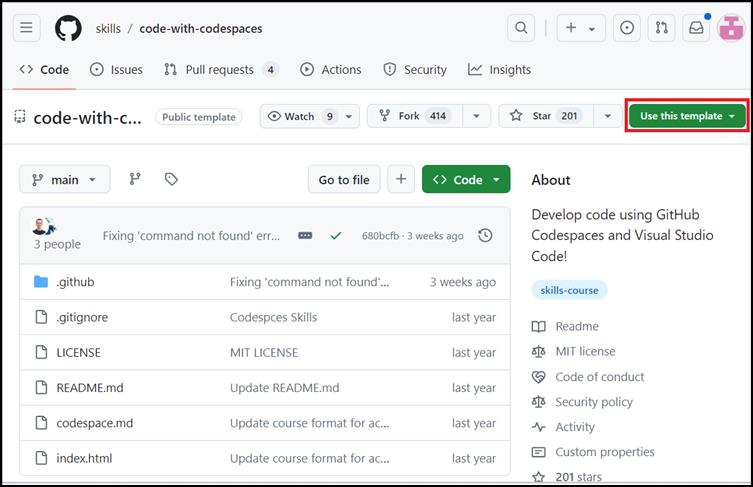 skills / code-with-codespaces
Code Issues Pull requests 4 Actions Security Insights
code-with-c... Public template Watch 9 Fork 414 Star 201 Use this template
main Go to file + Code
About
Develop code using GitHub
Codespaces and Visual Studio
Code!
skills-course
3 people Fixing 'command not found' err... 680bcfb · 3 weeks ago
.github Fixing 'command not found'... 3 weeks ago
.gitignore Codespces Skills last year
LICENSE MIT LICENSE last year
README.md Update README.md last year
codespace.md Update course format for ac... last year
index.html Update course format for ac... last year
Readme
MIT license
Code of conduct
Security policy
Activity
Custom properties
201 stars